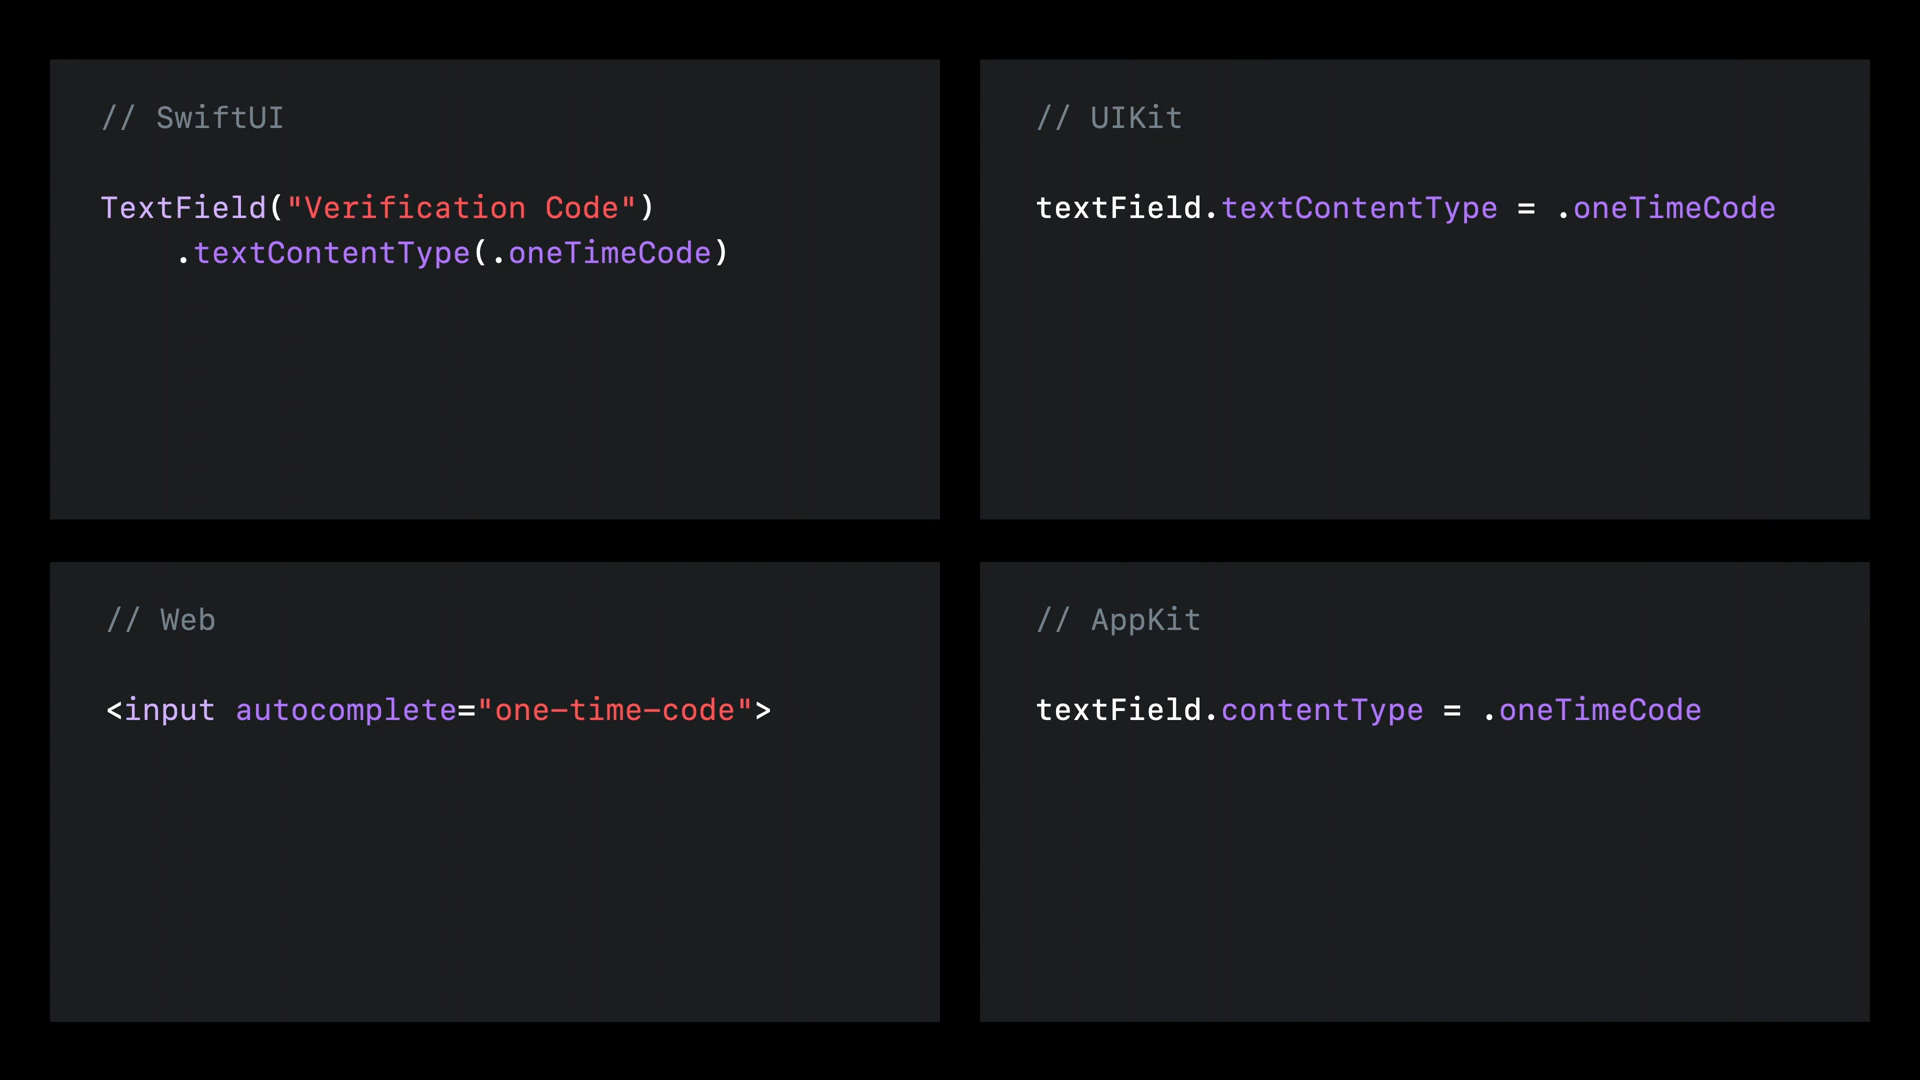 // SwiftUI
TextField("Verification Code")
    .textContentType(.oneTimeCode)
// UIKit
textField.textContentType = .oneTimeCode
// Web
<input autocomplete="one-time-code">
// AppKit
textField.contentType = .oneTimeCode